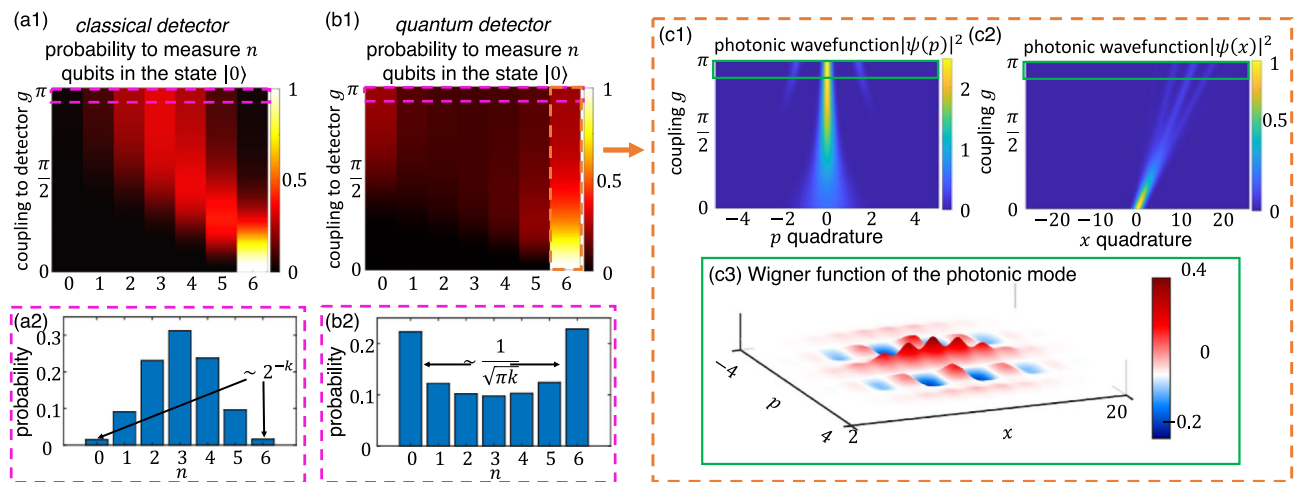 (a1)
classical detector
probability to measure n
qubits in the state |0⟩
coupling to detector g
π
π/2
0
0 1 2 3 4 5 6
1
0.5
0
(b1)
quantum detector
probability to measure n
qubits in the state |0⟩
coupling to detector g
π
π/2
0
0 1 2 3 4 5 6
1
0.5
0
(c1)
photonic wavefunction|ψ(p)|²
coupling g
π
π/2
0
−4 −2 0 2 4
p quadrature
2
1
0
(c2)
photonic wavefunction|ψ(x)|²
coupling g
π
π/2
0
−20 −10 0 10 20
x quadrature
1
0.5
0
(a2)
probability
0.3
0.2
0.1
0
~ 2⁻ᵏ
0 1 2 3 4 5 6
n
(b2)
probability
0.2
0.1
0
~ 1/√πk
0 1 2 3 4 5 6
n
(c3) Wigner function of the photonic mode
−4
p
4
2
x
20
0.4
0
−0.2